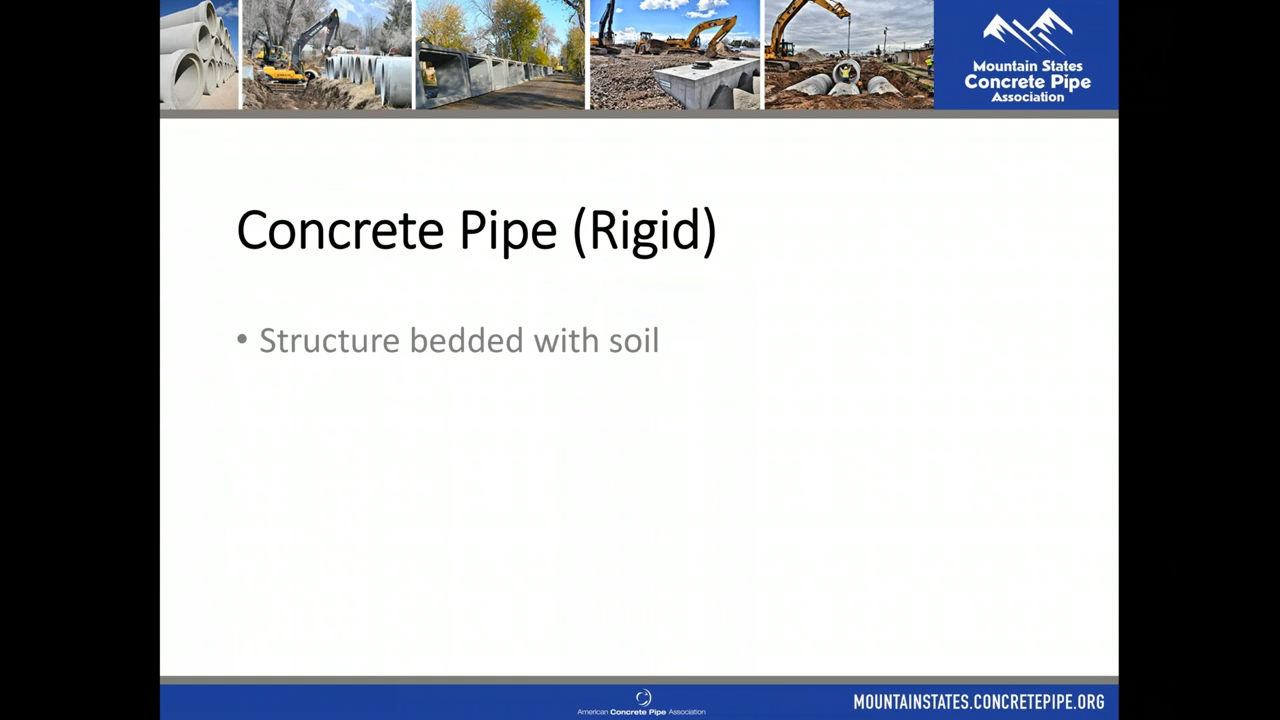 Mountain States
Concrete Pipe
Association
Concrete Pipe (Rigid)
• Structure bedded with soil
American Concrete Pipe Association
MOUNTAINSTATES.CONCRETEPIPE.ORG